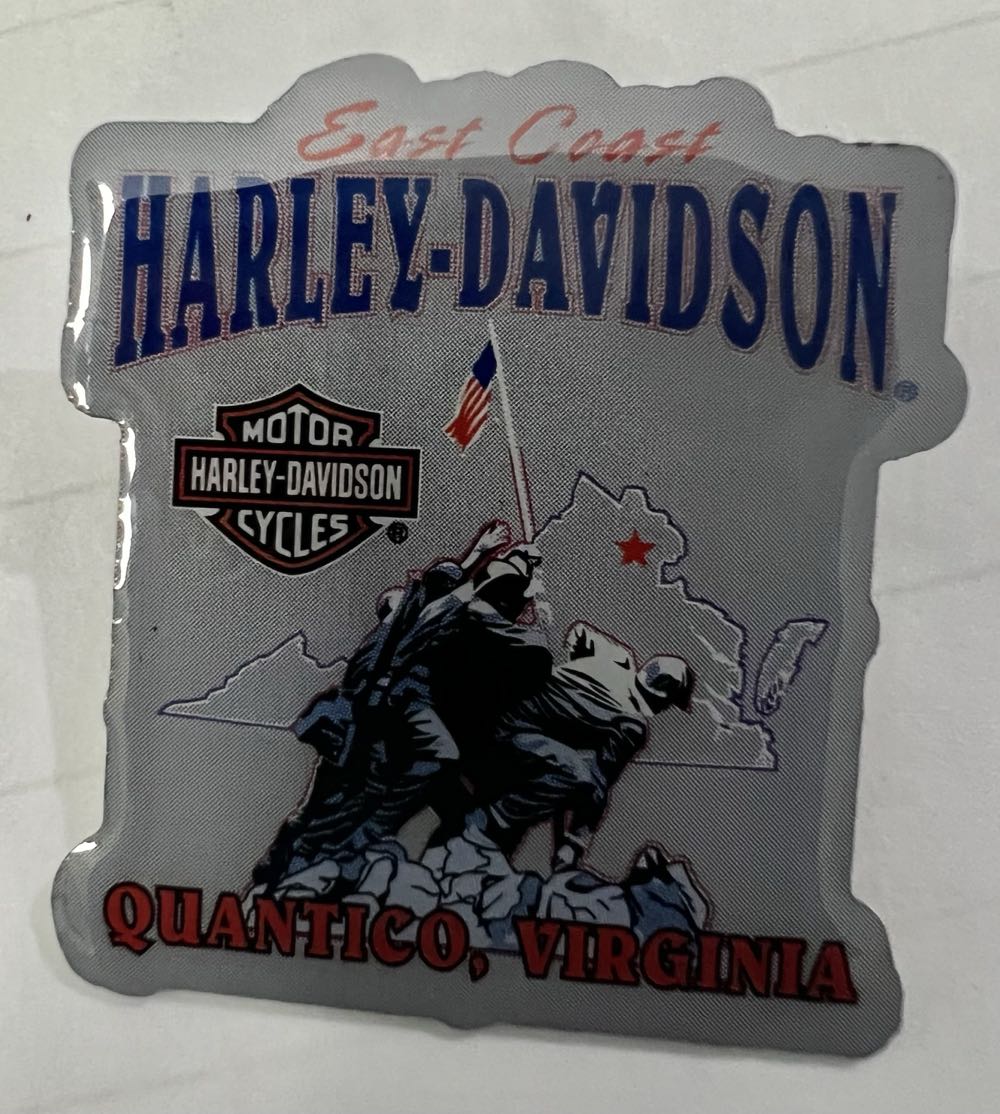 East Coast
HARLEY-DAVIDSON®
MOTOR
HARLEY-DAVIDSON
CYCLES®
QUANTICO, VIRGINIA